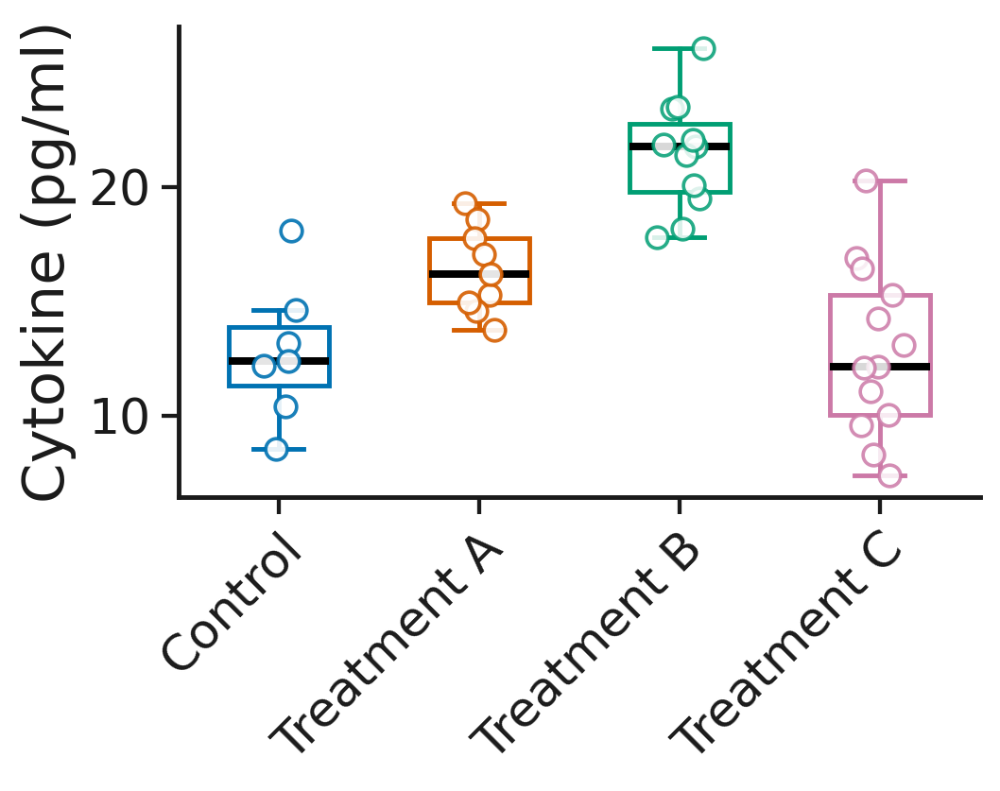 Cytokine (pg/ml)
20
10
Control
Treatment A
Treatment B
Treatment C